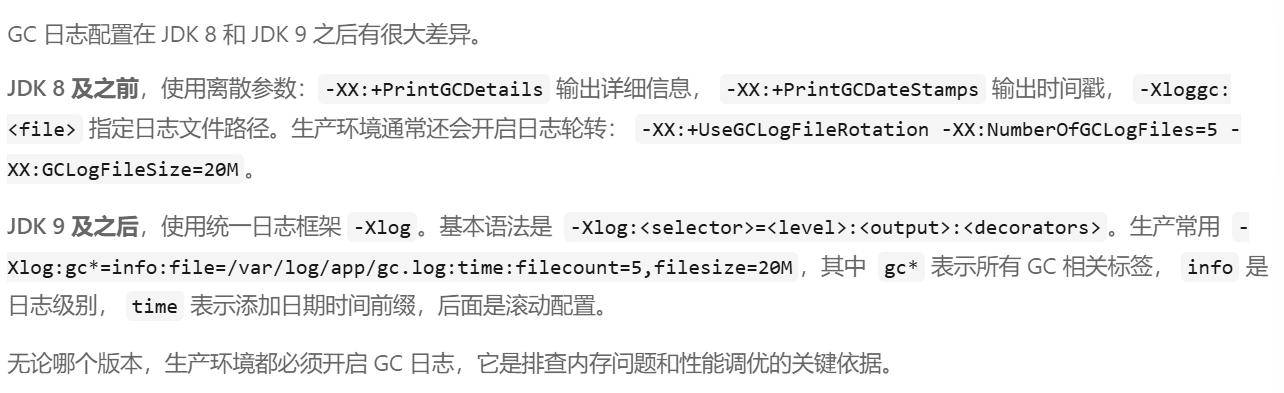 GC 日志配置在 JDK 8 和 JDK 9 之后有很大差异。
JDK 8 及之前，使用离散参数： -XX:+PrintGCDetails 输出详细信息， -XX:+PrintGCDateStamps 输出时间戳， -Xloggc:
<file> 指定日志文件路径。生产环境通常还会开启日志轮转： -XX:+UseGCLogFileRotation -XX:NumberOfGCLogFiles=5 -
XX:GCLogFileSize=20M 。
JDK 9 及之后，使用统一日志框架 -Xlog 。基本语法是 -Xlog:<selector>=<level>:<output>:<decorators> 。生产常用 -
Xlog:gc*=info:file=/var/log/app/gc.log:time:filecount=5,filesize=20M ，其中 gc* 表示所有 GC 相关标签， info 是
日志级别， time 表示添加日期时间前缀，后面是滚动配置。
无论哪个版本，生产环境都必须开启 GC 日志，它是排查内存问题和性能调优的关键依据。